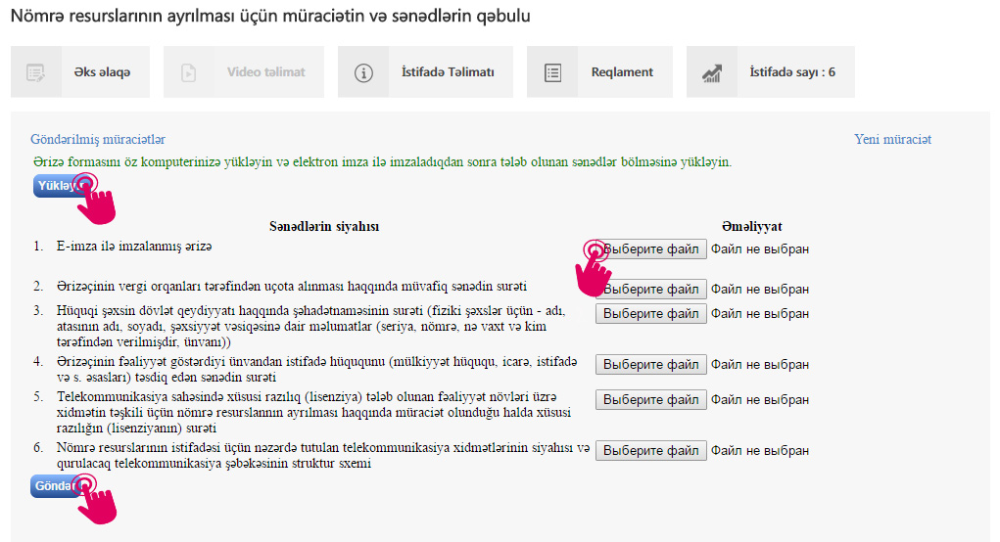 Nömrə resurslarının ayrılması üçün müraciətin və sənədlərin qəbulu
Əks əlaqə
Video təlimat
İstifadə Təlimatı
Reqlament
İstifadə sayı : 6
Göndərilmiş müraciətlər
Yeni müraciət
Ərizə formasını öz komputerinizə yükləyin və elektron imza ilə imzaladıqdan sonra tələb olunan sənədlər bölməsinə yükləyin.
Sənədlərin siyahısı
Əməliyyat
1. E-imza ilə imzalanmış ərizə
Выберите файл Файл не выбран
2. Ərizəçinin vergi orqanları tərəfindən uçota alınması haqqında müvafiq sənədin surəti
Выберите файл Файл не выбран
3. Hüquqi şəxsin dövlət qeydiyyatı haqqında şəhadətnaməsinin surəti (fiziki şəxslər üçün - adı,
atasının adı, soyadı, şəxsiyyət vəsiqəsinə dair məlumatlar (seriya, nömrə, nə vaxt və kim
tərəfindən verilmişdir, ünvanı))
Выберите файл Файл не выбран
4. Ərizəçinin fəaliyyət göstərdiyi ünvandan istifadə hüququnu (mülkiyyət hüququ, icarə, istifadə
və s. əsasları) təsdiq edən sənədin surəti
Выберите файл Файл не выбран
5. Telekommunikasiya sahəsində xüsusi razılıq (lisenziya) tələb olunan fəaliyyət növləri üzrə
xidmətin təşkili üçün nömrə resurslarının ayrılması haqqında müraciət olunduğu halda xüsusi
razılığın (lisenziyanın) surəti
Выберите файл Файл не выбран
6. Nömrə resurslarının istifadəsi üçün nəzərdə tutulan telekommunikasiya xidmətlərinin siyahısı və
qurulacaq telekommunikasiya şəbəkəsinin struktur sxemi
Выберите файл Файл не выбран